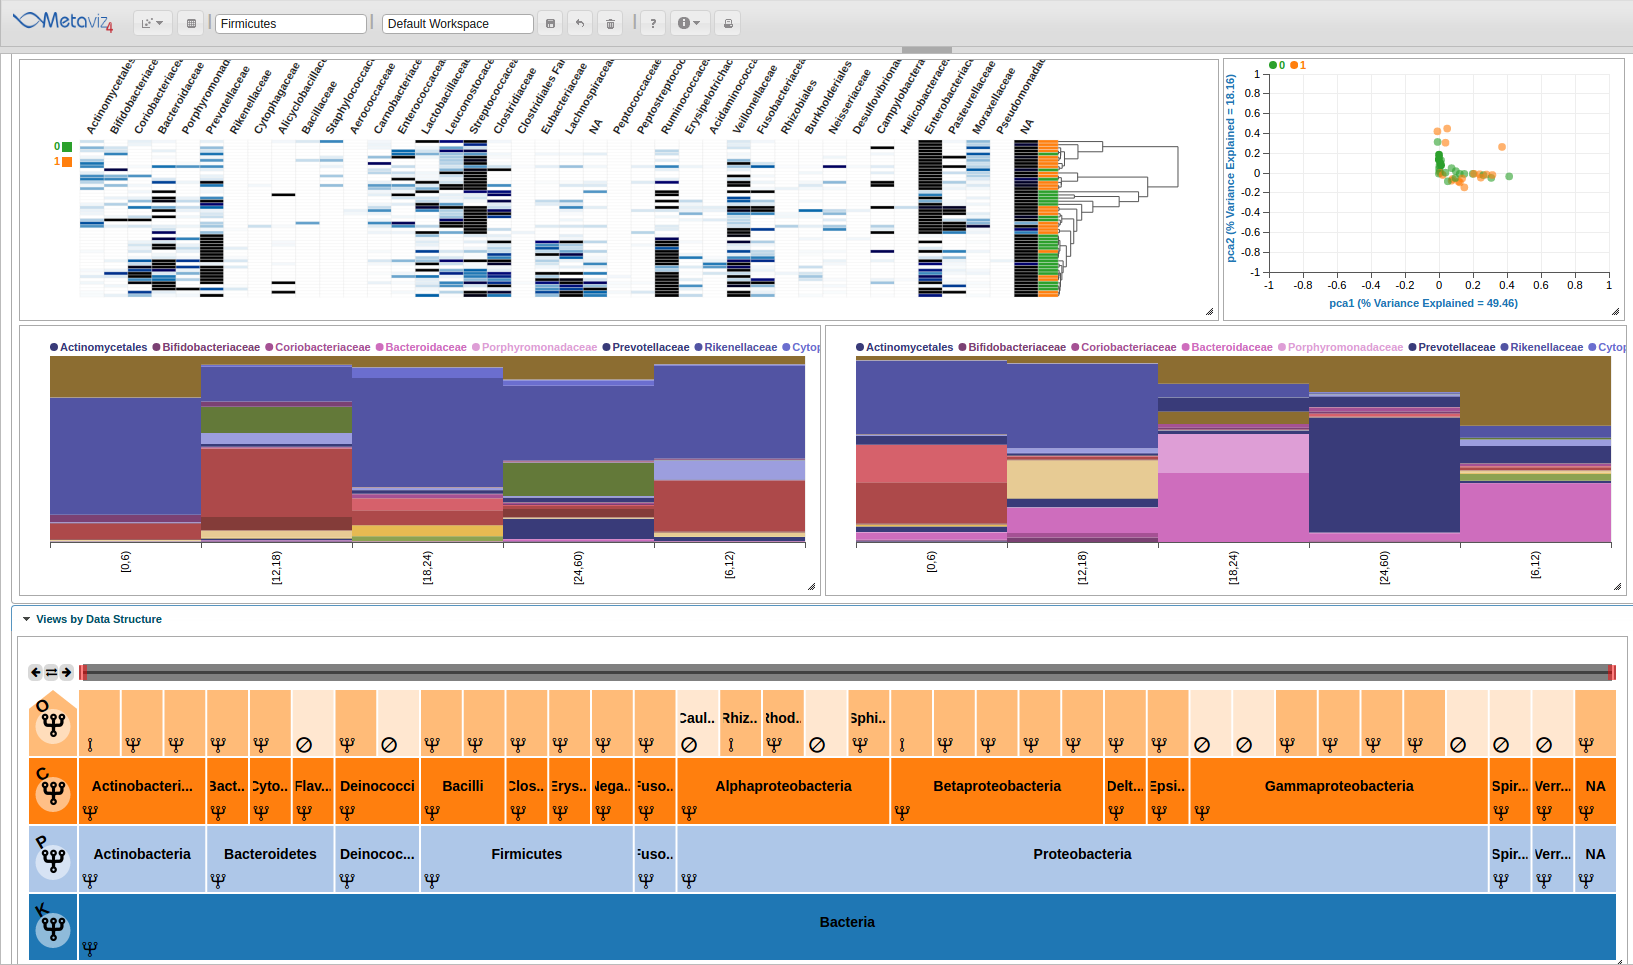 Metaviz4 | Firmicutes | Default Workspace | ?
Actinomycetales
Bifidobacteriaceae
Coriobacteriaceae
Bacteroidaceae
Porphyromonad
Prevotellaceae
Rikenellaceae
Cytophagaceae
Alicyclobacillac
Bacillaceae
Staphylococcac
Aerococcaceae
Carnobacteriace
Enterococcaceae
Lactobacillaceae
Leuconostocace
Streptococcaceae
Clostridiaceae
Clostridiales Fa
Eubacteriaceae
Lachnospiraceae
NA
Peptococcaceae
Peptostreptococ
Ruminococcaceae
Erysipelotrichac
Acidaminococca
Veillonellaceae
Fusobacteriaceae
Rhizobiales
Burkholderiales
Neisseriaceae
Desulfovibriona
Campylobactera
Helicobacteraceae
Enterobacteriac
Pasteurellaceae
Moraxellaceae
Pseudomonadac
NA
0
1
0 1
pca2 (% Variance Explained = 18.16)
1
0.8
0.6
0.4
0.2
0
-0.2
-0.4
-0.6
-0.8
-1
-1 -0.8 -0.6 -0.4 -0.2 0 0.2 0.4 0.6 0.8 1
pca1 (% Variance Explained = 49.46)
Actinomycetales Bifidobacteriaceae Coriobacteriaceae Bacteroidaceae Porphyromonadaceae Prevotellaceae Rikenellaceae Cytop
[0,6) [12,18) [18,24) [24,60) [6,12)
Actinomycetales Bifidobacteriaceae Coriobacteriaceae Bacteroidaceae Porphyromonadaceae Prevotellaceae Rikenellaceae Cytop
[0,6) [12,18) [18,24) [24,60) [6,12)
Views by Data Structure
O Caul.. Rhiz.. Rhod.. Sphi...
C Actinobacteri... Bact.. Cyto.. Flav... Deinococci Bacilli Clos... Erys... Nega.. Fuso... Alphaproteobacteria Betaproteobacteria Delt... Epsi... Gammaproteobacteria Spir... Verr... NA
P Actinobacteria Bacteroidetes Deinococ... Firmicutes Fuso... Proteobacteria Spir... Verr... NA
K Bacteria